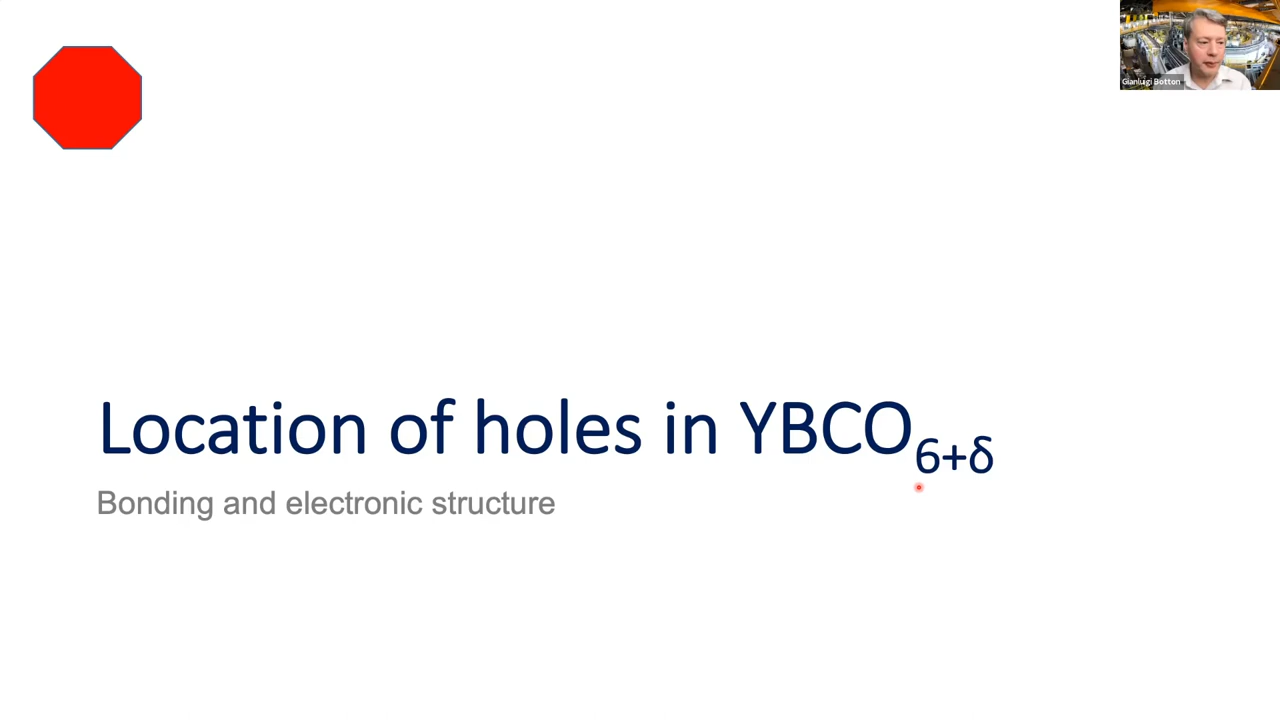 Gianluigi Botton
Location of holes in YBCO6+δ
Bonding and electronic structure